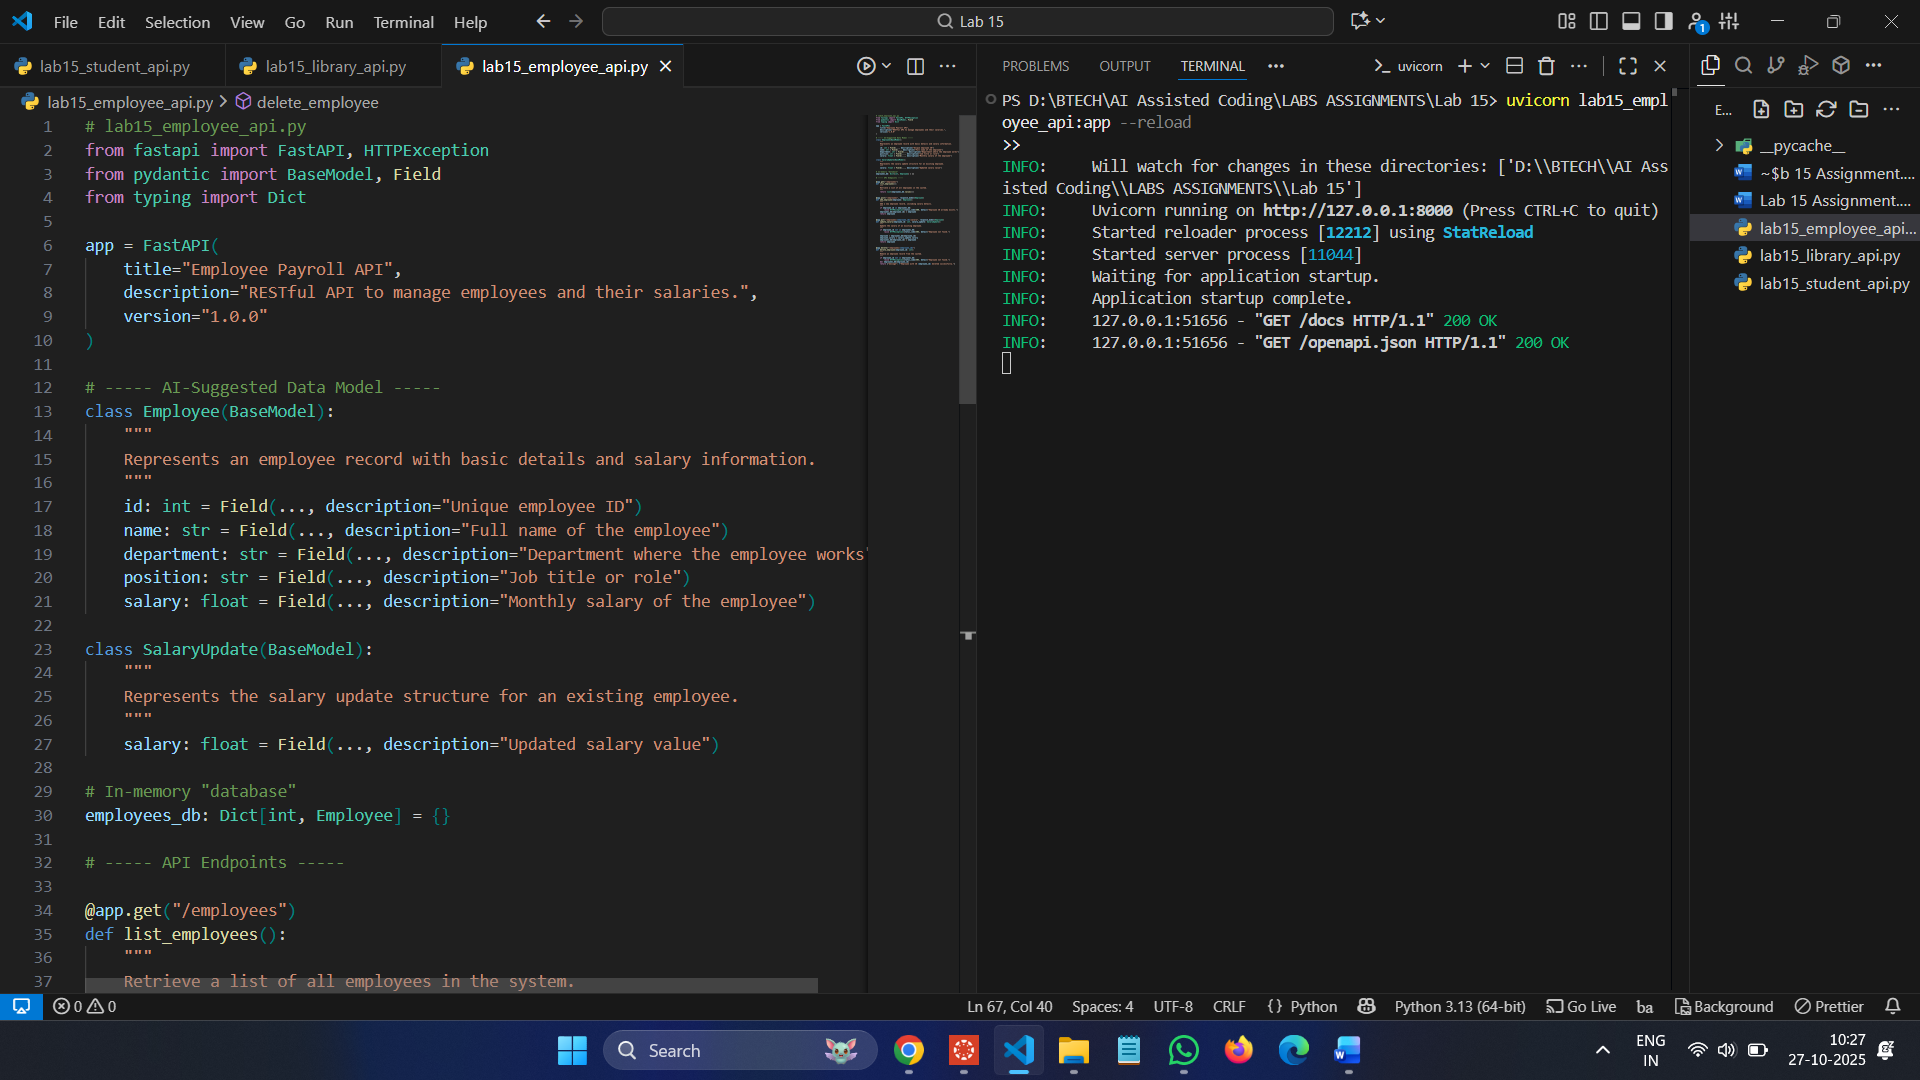 File Edit Selection View Go Run Terminal Help
Lab 15
1
lab15_student_api.py
lab15_library_api.py
lab15_employee_api.py
lab15_employee_api.py > delete_employee
1 # lab15_employee_api.py
2 from fastapi import FastAPI, HTTPException
3 from pydantic import BaseModel, Field
4 from typing import Dict
5
6 app = FastAPI(
7 title="Employee Payroll API",
8 description="RESTful API to manage employees and their salaries.",
9 version="1.0.0"
10 )
11
12 # ----- AI-Suggested Data Model -----
13 class Employee(BaseModel):
14 """
15 Represents an employee record with basic details and salary information.
16 """
17 id: int = Field(..., description="Unique employee ID")
18 name: str = Field(..., description="Full name of the employee")
19 department: str = Field(..., description="Department where the employee works"
20 position: str = Field(..., description="Job title or role")
21 salary: float = Field(..., description="Monthly salary of the employee")
22
23 class SalaryUpdate(BaseModel):
24 """
25 Represents the salary update structure for an existing employee.
26 """
27 salary: float = Field(..., description="Updated salary value")
28
29 # In-memory "database"
30 employees_db: Dict[int, Employee] = {}
31
32 # ----- API Endpoints -----
33
34 @app.get("/employees")
35 def list_employees():
36 """
37 Retrieve a list of all employees in the system.
PROBLEMS OUTPUT TERMINAL ··· uvicorn
PS D:\BTECH\AI Assisted Coding\LABS ASSIGNMENTS\Lab 15> uvicorn lab15_empl
oyee_api:app --reload
>>
INFO: Will watch for changes in these directories: ['D:\\BTECH\\AI Ass
isted Coding\\LABS ASSIGNMENTS\\Lab 15']
INFO: Uvicorn running on http://127.0.0.1:8000 (Press CTRL+C to quit)
INFO: Started reloader process [12212] using StatReload
INFO: Started server process [11044]
INFO: Waiting for application startup.
INFO: Application startup complete.
INFO: 127.0.0.1:51656 - "GET /docs HTTP/1.1" 200 OK
INFO: 127.0.0.1:51656 - "GET /openapi.json HTTP/1.1" 200 OK
E...
__pycache__
~$b 15 Assignment....
Lab 15 Assignment....
lab15_employee_api...
lab15_library_api.py
lab15_student_api.py
0 0
Ln 67, Col 40 Spaces: 4 UTF-8 CRLF {} Python Python 3.13 (64-bit) Go Live ba Background Prettier
Search
ENG
IN
10:27
27-10-2025